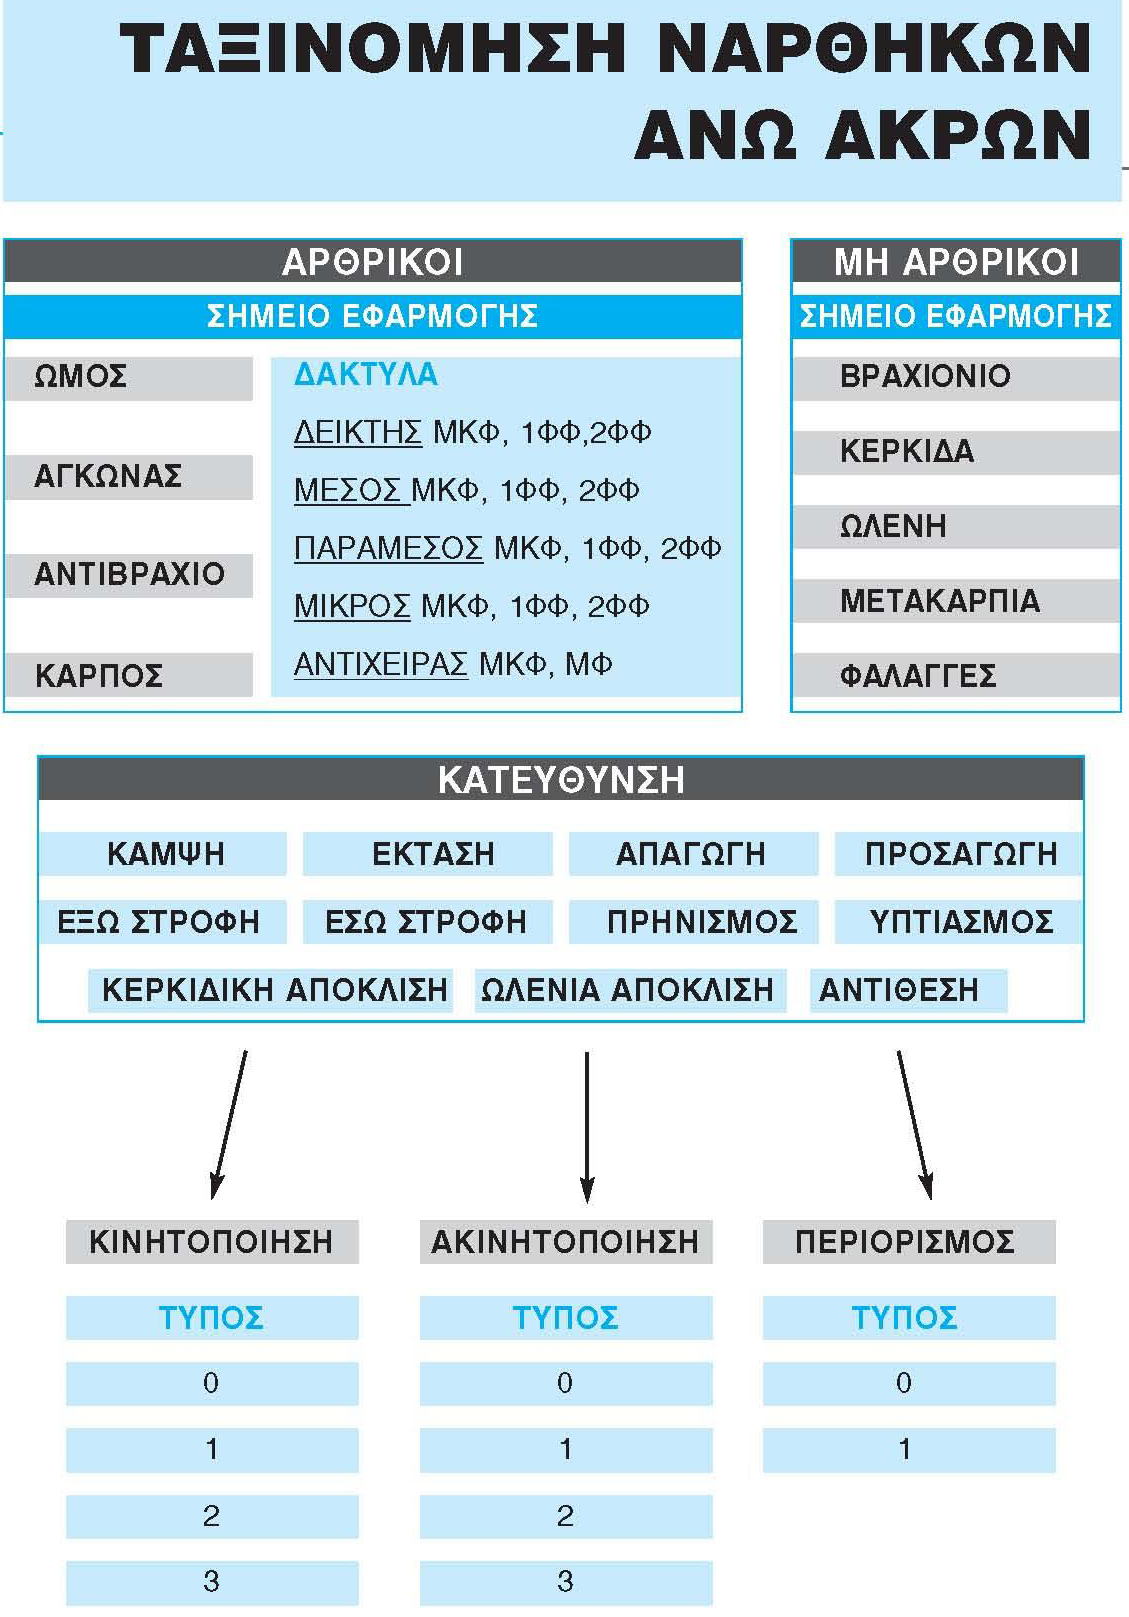 ΤΑΞΙΝΟΜΗΣΗ ΝΑΡΘΗΚΩΝ
ΑΝΩ ΑΚΡΩΝ
ΑΡΘΡΙΚΟΙ
ΣΗΜΕΙΟ ΕΦΑΡΜΟΓΗΣ
ΩΜΟΣ
ΑΓΚΩΝΑΣ
ΑΝΤΙΒΡΑΧΙΟ
ΚΑΡΠΟΣ
ΔΑΚΤΥΛΑ
ΔΕΙΚΤΗΣ ΜΚΦ, 1ΦΦ,2ΦΦ
ΜΕΣΟΣ ΜΚΦ, 1ΦΦ, 2ΦΦ
ΠΑΡΑΜΕΣΟΣ ΜΚΦ, 1ΦΦ, 2ΦΦ
ΜΙΚΡΟΣ ΜΚΦ, 1ΦΦ, 2ΦΦ
ΑΝΤΙΧΕΙΡΑΣ ΜΚΦ, ΜΦ
ΜΗ ΑΡΘΡΙΚΟΙ
ΣΗΜΕΙΟ ΕΦΑΡΜΟΓΗΣ
ΒΡΑΧΙΟΝΙΟ
ΚΕΡΚΙΔΑ
ΩΛΕΝΗ
ΜΕΤΑΚΑΡΠΙΑ
ΦΑΛΑΓΓΕΣ
ΚΑΤΕΥΘΥΝΣΗ
ΚΑΜΨΗ ΕΚΤΑΣΗ ΑΠΑΓΩΓΗ ΠΡΟΣΑΓΩΓΗ
ΕΞΩ ΣΤΡΟΦΗ ΕΣΩ ΣΤΡΟΦΗ ΠΡΗΝΙΣΜΟΣ ΥΠΤΙΑΣΜΟΣ
ΚΕΡΚΙΔΙΚΗ ΑΠΟΚΛΙΣΗ ΩΛΕΝΙΑ ΑΠΟΚΛΙΣΗ ΑΝΤΙΘΕΣΗ
ΚΙΝΗΤΟΠΟΙΗΣΗ
ΤΥΠΟΣ
0
1
2
3
ΑΚΙΝΗΤΟΠΟΙΗΣΗ
ΤΥΠΟΣ
0
1
2
3
ΠΕΡΙΟΡΙΣΜΟΣ
ΤΥΠΟΣ
0
1